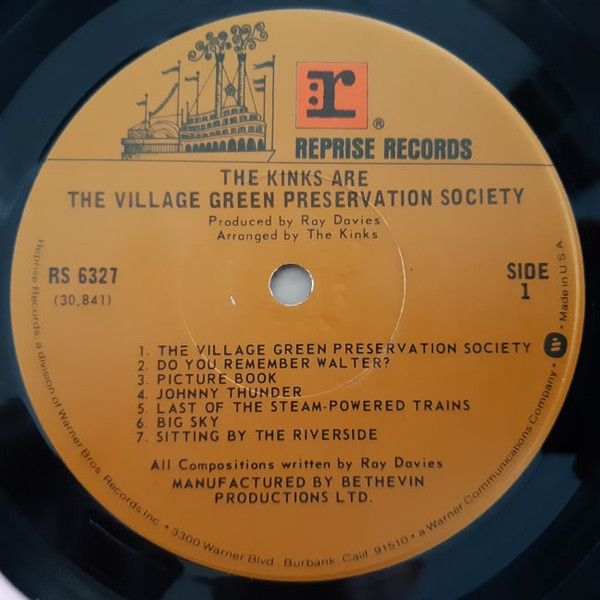 r
®
REPRISE RECORDS
THE KINKS ARE
THE VILLAGE GREEN PRESERVATION SOCIETY
Produced by Ray Davies
Arranged by The Kinks
RS 6327
(30,841)
SIDE
1
1. THE VILLAGE GREEN PRESERVATION SOCIETY
2. DO YOU REMEMBER WALTER?
3. PICTURE BOOK
4. JOHNNY THUNDER
5. LAST OF THE STEAM-POWERED TRAINS
6. BIG SKY
7. SITTING BY THE RIVERSIDE
All Compositions written by Ray Davies
MANUFACTURED BY BETHEVIN
PRODUCTIONS LTD.
Reprise Records a division of Warner Bros Records Inc. • 3300 Warner Blvd., Burbank, Calif. 91510 • a Warner Communications Company • W • Made in U S A